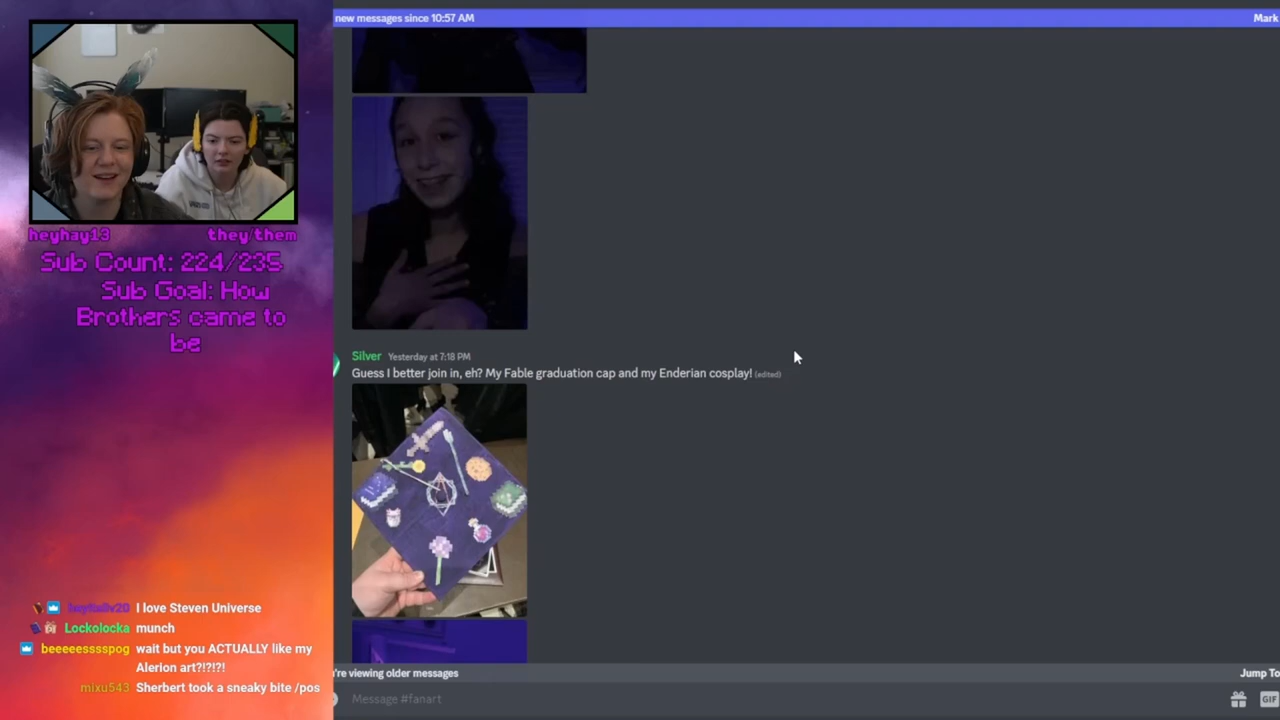 new messages since 10:57 AM
Mark
heyhay13
they/them
Sub Count: 224/235
Sub Goal: How
Brothers came to
be
Silver Yesterday at 7:18 PM
Guess I better join in, eh? My Fable graduation cap and my Enderian cosplay! (edited)
I love Steven Universe
Lockolocka munch
beeeeesssspog wait but you ACTUALLY like my
Alerion art?!?!?!
mixu543 Sherbert took a sneaky bite /pos
're viewing older messages
Jump To
Message #fanart
GIF